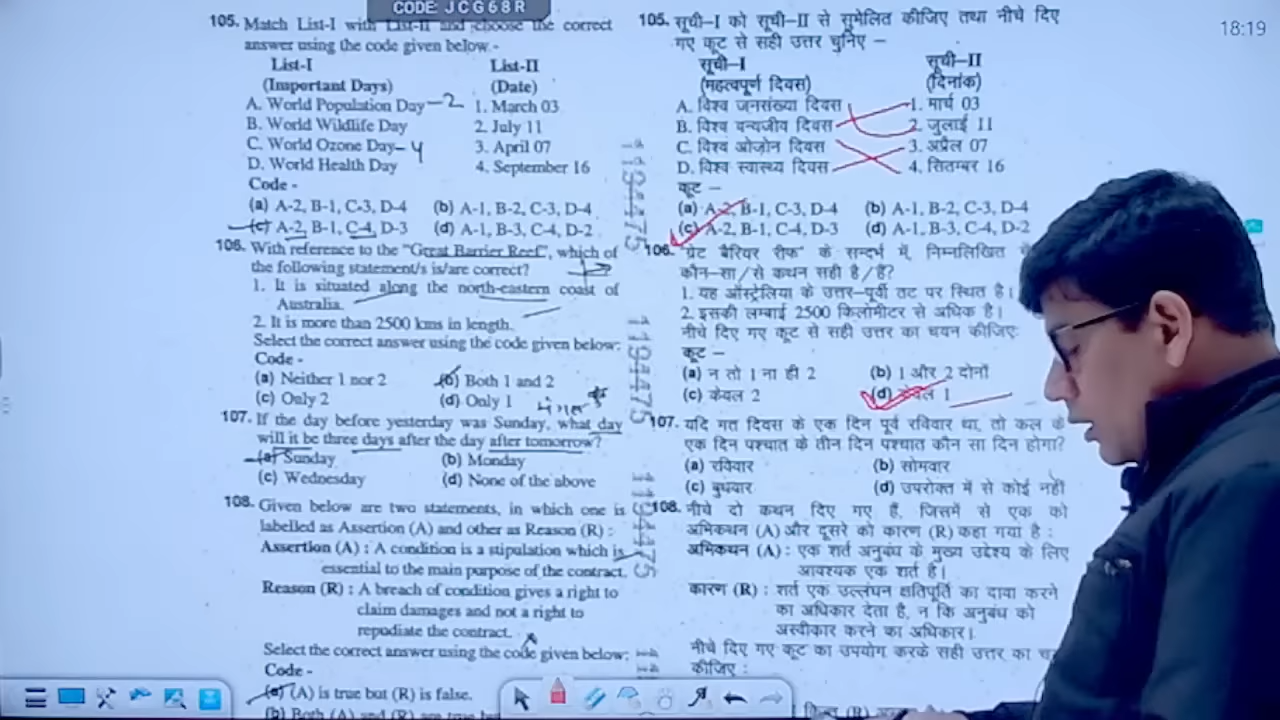 CODE: JCG68R
18:19
105. Match List-I with List-II and choose the correct
answer using the code given below.-
List-I List-II
(Important Days) (Date)
A. World Population Day –2 1. March 03
B. World Wildlife Day 2. July 11
C. World Ozone Day– 4 3. April 07
D. World Health Day 4. September 16
Code -
(a) A-2, B-1, C-3, D-4 (b) A-1, B-2, C-3, D-4
(c) A-2, B-1, C-4, D-3 (d) A-1, B-3, C-4, D-2
106. With reference to the "Great Barrier Reef", which of
the following statement/s is/are correct?
1. It is situated along the north-eastern coast of
Australia.
2. It is more than 2500 kms in length.
Select the correct answer using the code given below:
Code -
(a) Neither 1 nor 2 (b) Both 1 and 2
(c) Only 2 (d) Only 1
107. If the day before yesterday was Sunday, what day
will it be three days after the day after tomorrow?
(a) Sunday (b) Monday
(c) Wednesday (d) None of the above
108. Given below are two statements, in which one is
labelled as Assertion (A) and other as Reason (R) :
Assertion (A) : A condition is a stipulation which is
essential to the main purpose of the contract.
Reason (R) : A breach of condition gives a right to
claim damages and not a right to
repudiate the contract.
Select the correct answer using the code given below:
Code -
(a) (A) is true but (R) is false.
(b) Both (A) and (R) are true
1194475
1194475
1194475
105. सूची–I को सूची–II से सुमेलित कीजिए तथा नीचे दिए
गए कूट से सही उत्तर चुनिए –
सूची–I सूची–II
(महत्वपूर्ण दिवस) (दिनांक)
A. विश्व जनसंख्या दिवस 1. मार्च 03
B. विश्व वन्यजीव दिवस 2. जुलाई 11
C. विश्व ओज़ोन दिवस 3. अप्रैल 07
D. विश्व स्वास्थ्य दिवस 4. सितम्बर 16
कूट –
(a) A-2, B-1, C-3, D-4 (b) A-1, B-2, C-3, D-4
(c) A-2, B-1, C-4, D-3 (d) A-1, B-3, C-4, D-2
106. "ग्रेट बैरियर रीफ" के सन्दर्भ में, निम्नलिखित में
कौन–सा/से कथन सही है/हैं?
1. यह ऑस्ट्रेलिया के उत्तर–पूर्वी तट पर स्थित है।
2. इसकी लम्बाई 2500 किलोमीटर से अधिक है।
नीचे दिए गए कूट से सही उत्तर का चयन कीजिए:
कूट –
(a) न तो 1 ना ही 2 (b) 1 और 2 दोनों
(c) केवल 2 (d) केवल 1
107. यदि गत दिवस के एक दिन पूर्व रविवार था, तो कल के
एक दिन पश्चात के तीन दिन पश्चात कौन सा दिन होगा?
(a) रविवार (b) सोमवार
(c) बुधवार (d) उपरोक्त में से कोई नहीं
108. नीचे दो कथन दिए गए हैं, जिसमें से एक को
अभिकथन (A) और दूसरे को कारण (R) कहा गया है :
अभिकथन (A) : एक शर्त अनुबंध के मुख्य उद्देश्य के लिए
आवश्यक एक शर्त है।
कारण (R) : शर्त एक उल्लंघन क्षतिपूर्ति का दावा करने
का अधिकार देता है, न कि अनुबंध को
अस्वीकार करने का अधिकार।
नीचे दिए गए कूट का उपयोग करके सही उत्तर का
कीजिए :